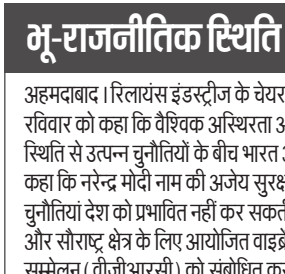 भू-राजनीतिक स्थिति
अहमदाबाद । रिलायंस इंडस्ट्रीज के चेयर
रविवार को कहा कि वैश्विक अस्थिरता अ
स्थिति से उत्पन्न चुनौतियों के बीच भारत अ
कहा कि नरेन्द्र मोदी नाम की अजेय सुरक्ष
चुनौतियां देश को प्रभावित नहीं कर सकत
और सौराष्ट्र क्षेत्र के लिए आयोजित वाइब्रे
सम्मेलन ( वीजीआरसी ) को संबोधित कर